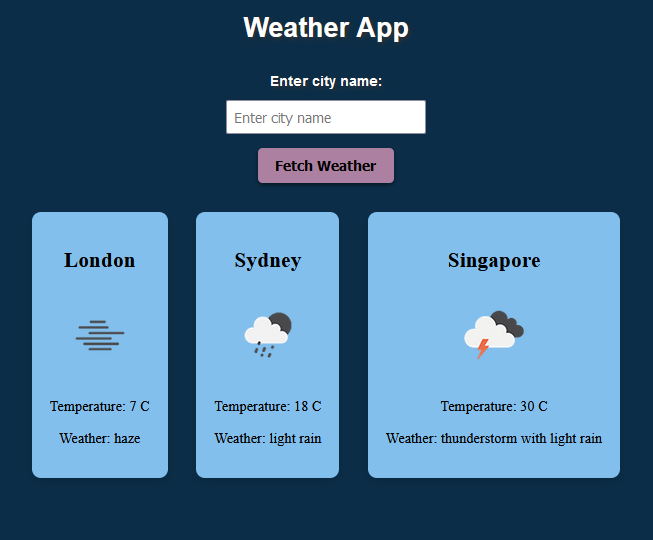 Weather App
Enter city name:
Enter city name
Fetch Weather
London
Temperature: 7 C
Weather: haze
Sydney
Temperature: 18 C
Weather: light rain
Singapore
Temperature: 30 C
Weather: thunderstorm with light rain